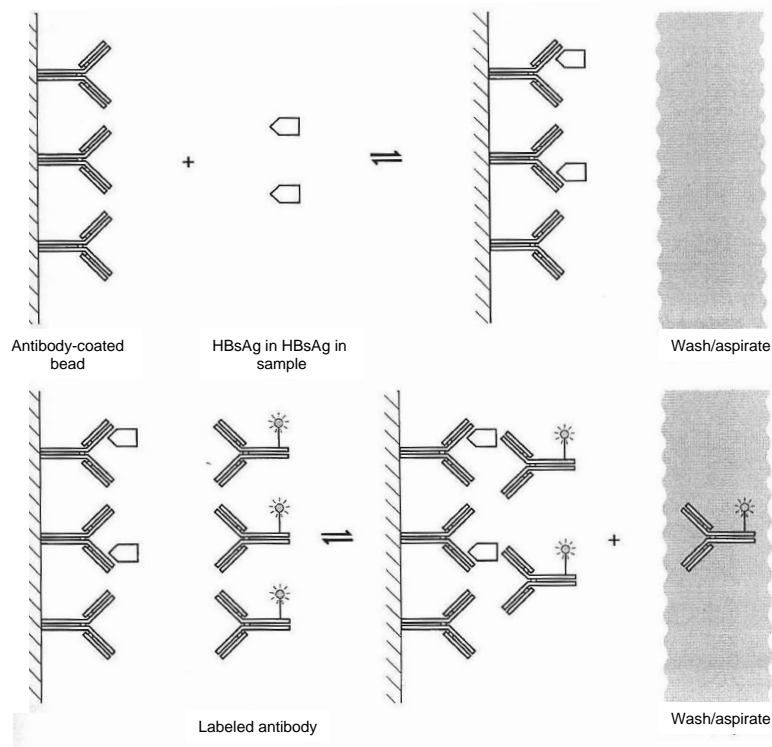 +
Antibody-coated
bead
HBsAg in HBsAg in
sample
Wash/aspirate
+
Labeled antibody
Wash/aspirate